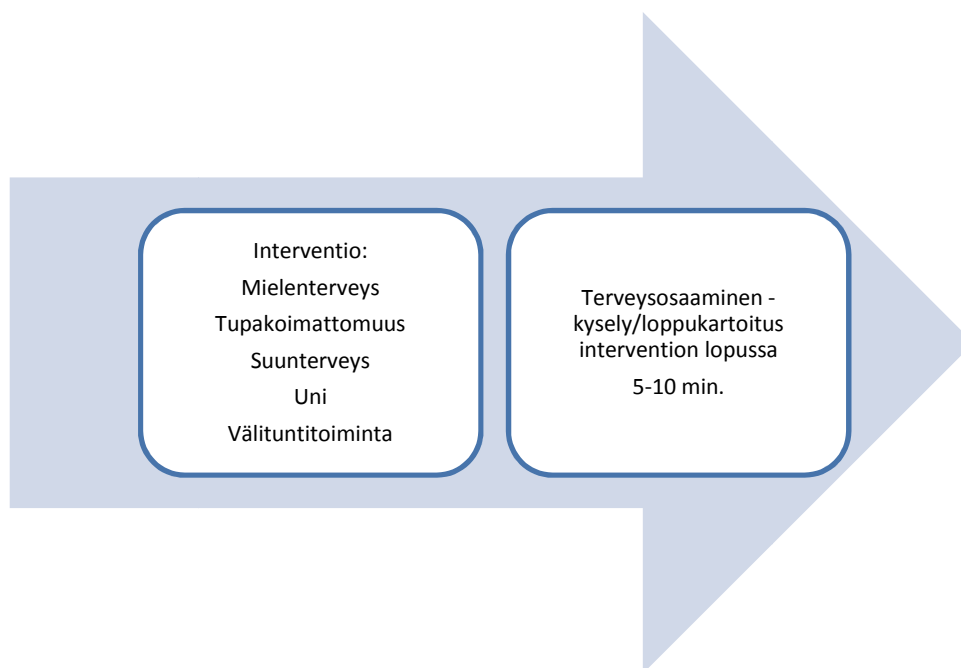 Interventio:
Mielenterveys
Tupakoimattomuus
Suunterveys
Uni
Välituntitoiminta
Terveysosaaminen -
kysely/loppukartoitus
intervention lopussa
5-10 min.